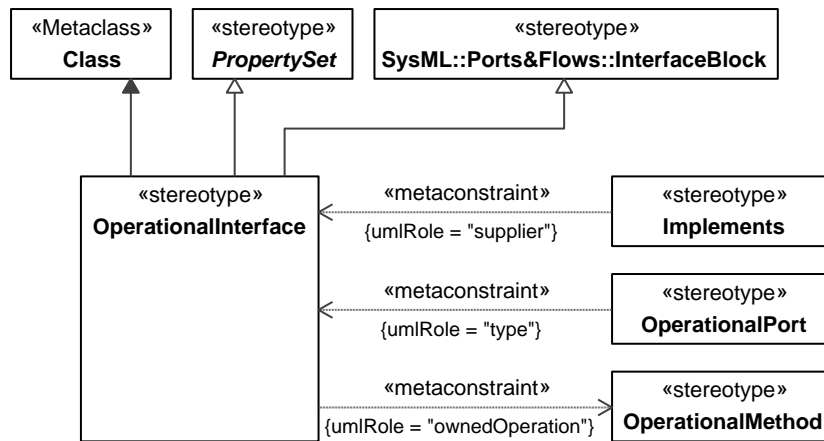 «Metaclass»
Class
«stereotype»
PropertySet
«stereotype»
SysML::Ports&Flows::InterfaceBlock
«stereotype»
OperationalInterface
«metaconstraint»
{umlRole = "supplier"}
«stereotype»
Implements
«metaconstraint»
{umlRole = "type"}
«stereotype»
OperationalPort
«metaconstraint»
{umlRole = "ownedOperation"}
«stereotype»
OperationalMethod